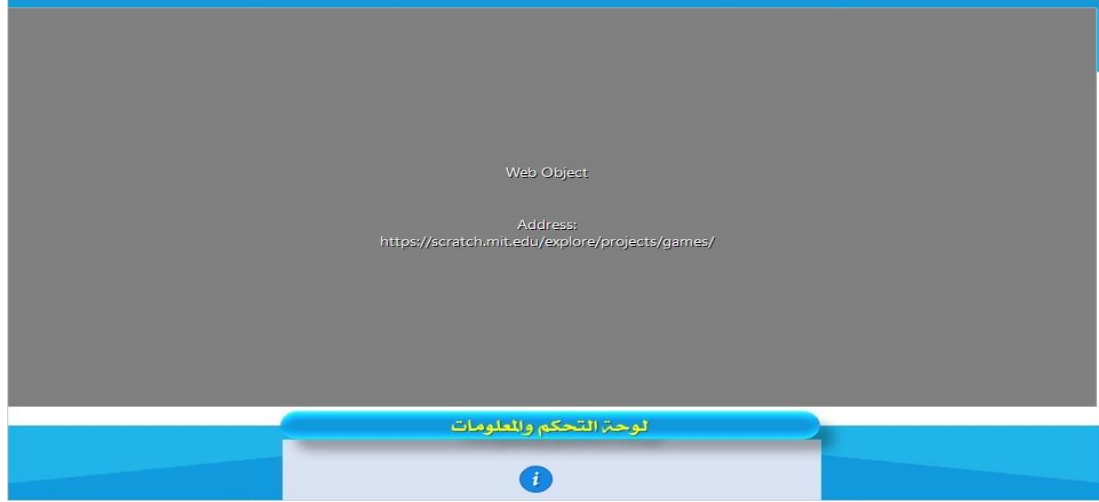 Web Object
Address:
https://scratch.mit.edu/explore/projects/games/
لوحة التحكم والمعلومات
i